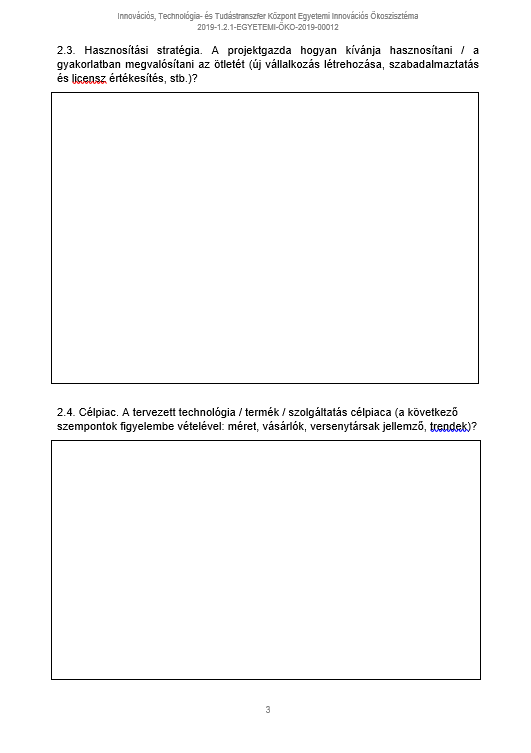 Innovációs, Technológia- és Tudástranszfer Központ Egyetemi Innovációs Ökoszisztéma
2019-1.2.1-EGYETEMI-ÖKO-2019-00012
2.3. Hasznosítási stratégia. A projektgazda hogyan kívánja hasznosítani / a
gyakorlatban megvalósítani az ötletét (új vállalkozás létrehozása, szabadalmaztatás
és licensz értékesítés, stb.)?
2.4. Célpiac. A tervezett technológia / termék / szolgáltatás célpiaca (a következő
szempontok figyelembe vételével: méret, vásárlók, versenytársak jellemző, trendek)?
3